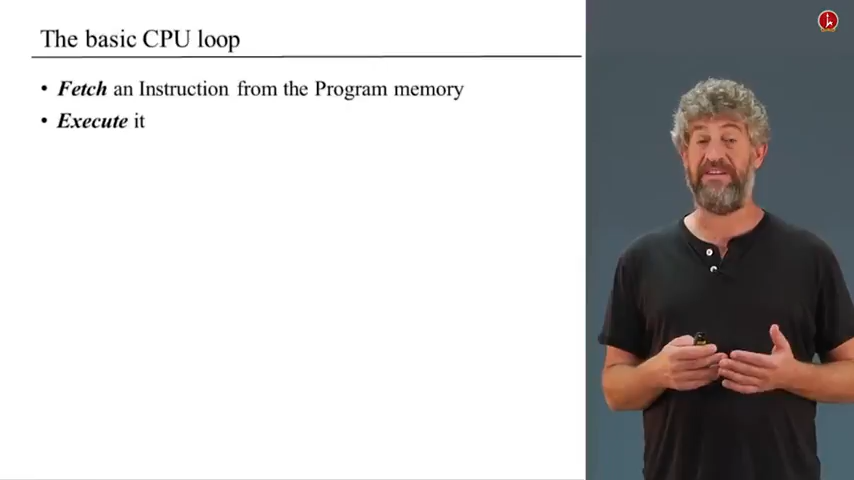 The basic CPU loop
• Fetch an Instruction from the Program memory
• Execute it